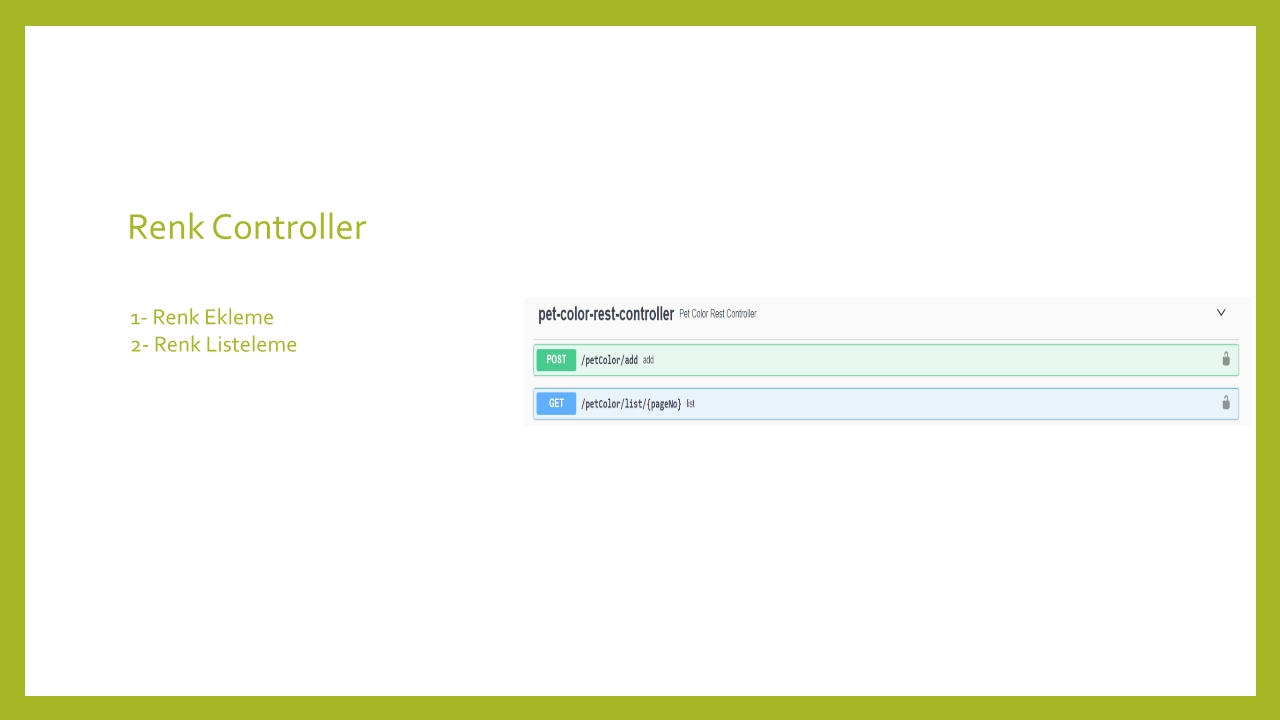 Renk Controller
1- Renk Ekleme
2- Renk Listeleme
pet-color-rest-controller Pet Color Rest Controller
POST /petColor/add add
GET /petColor/list/{pageNo} list